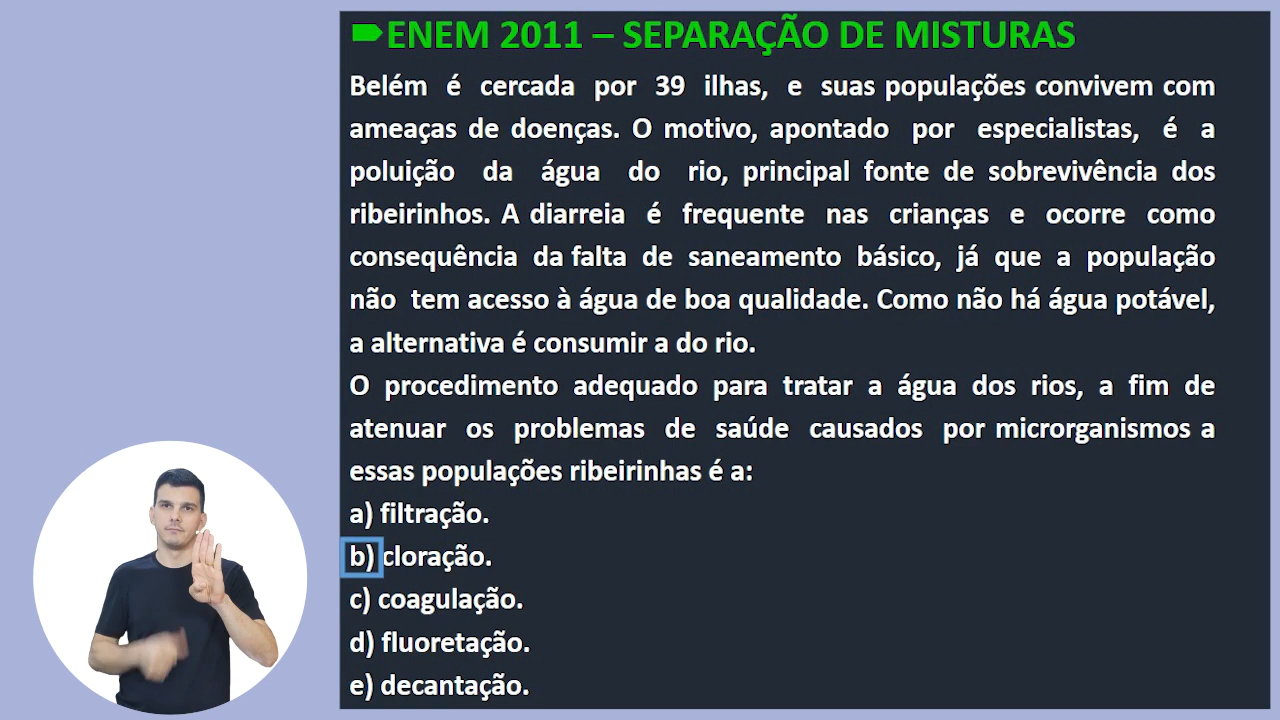 ENEM 2011 – SEPARAÇÃO DE MISTURAS
Belém é cercada por 39 ilhas, e suas populações convivem com
ameaças de doenças. O motivo, apontado por especialistas, é a
poluição da água do rio, principal fonte de sobrevivência dos
ribeirinhos. A diarreia é frequente nas crianças e ocorre como
consequência da falta de saneamento básico, já que a população
não tem acesso à água de boa qualidade. Como não há água potável,
a alternativa é consumir a do rio.
O procedimento adequado para tratar a água dos rios, a fim de
atenuar os problemas de saúde causados por microrganismos a
essas populações ribeirinhas é a:
a) filtração.
b) cloração.
c) coagulação.
d) fluoretação.
e) decantação.